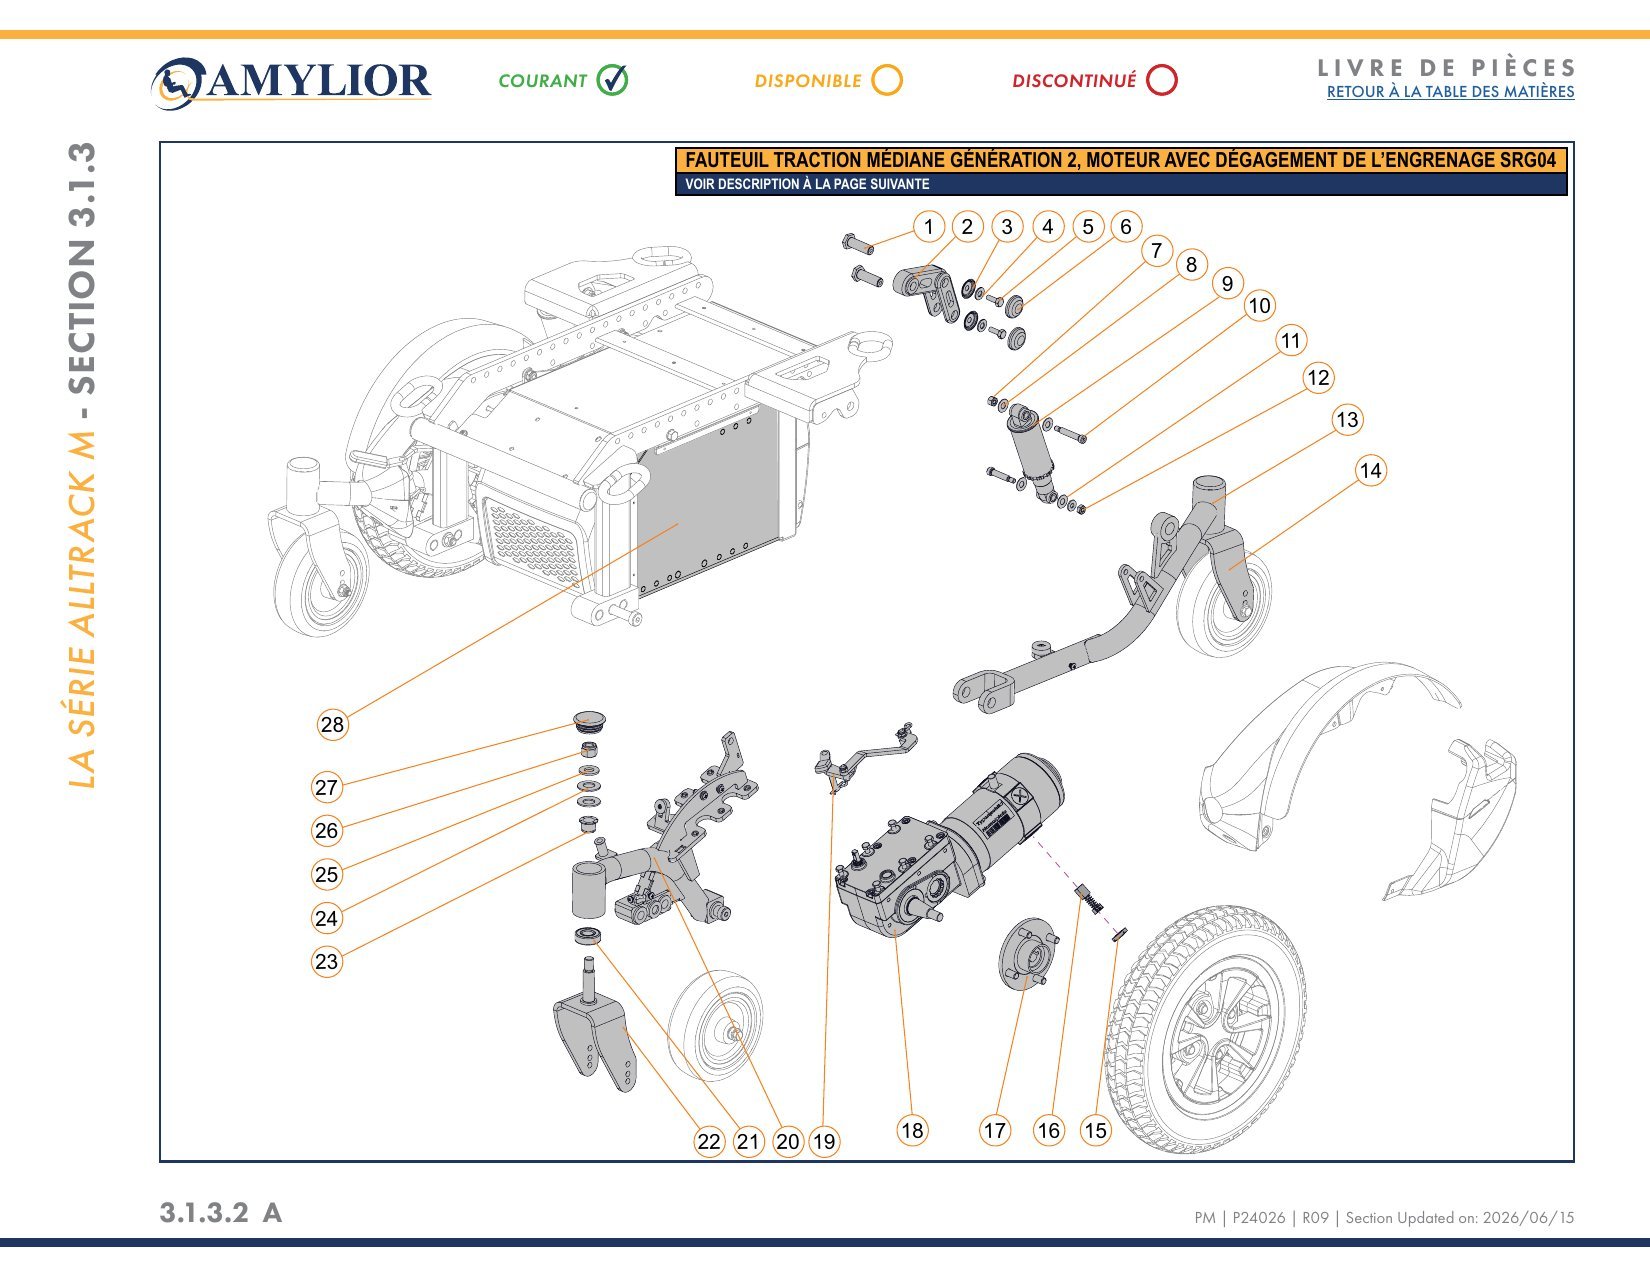 AMYLIOR
COURANT
DISPONIBLE
DISCONTINUÉ
LIVRE DE PIÈCES
RETOUR À LA TABLE DES MATIÈRES
LA SÉRIE ALLTRACK M - SECTION 3.1.3
FAUTEUIL TRACTION MÉDIANE GÉNÉRATION 2, MOTEUR AVEC DÉGAGEMENT DE L'ENGRENAGE SRG04
VOIR DESCRIPTION À LA PAGE SUIVANTE
1
2
3
4
5
6
7
8
9
10
11
12
13
14
28
27
26
25
24
23
22
21
20
19
18
17
16
15
3.1.3.2 A
PM | P24026 | R09 | Section Updated on: 2026/06/15